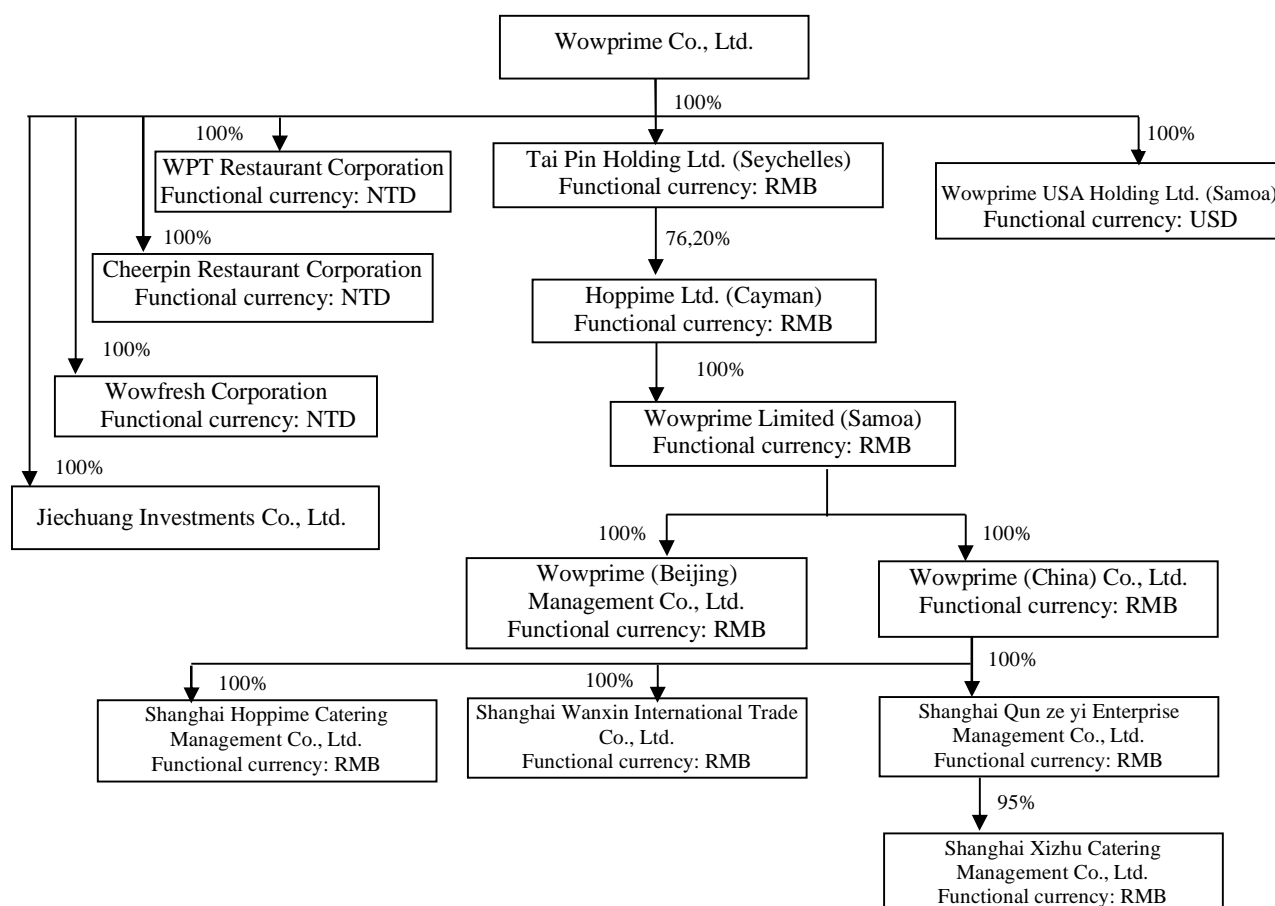 Wowprime Co., Ltd.
100%
100%
WPT Restaurant Corporation
Functional currency: NTD
Tai Pin Holding Ltd. (Seychelles)
Functional currency: RMB
100%
Wowprime USA Holding Ltd. (Samoa)
Functional currency: USD
100%
Cheerpin Restaurant Corporation
Functional currency: NTD
76,20%
Hoppime Ltd. (Cayman)
Functional currency: RMB
100%
Wowfresh Corporation
Functional currency: NTD
100%
Wowprime Limited (Samoa)
Functional currency: RMB
100%
Jiechuang Investments Co., Ltd.
100%
Wowprime (Beijing)
Management Co., Ltd.
Functional currency: RMB
100%
Wowprime (China) Co., Ltd.
Functional currency: RMB
100%
Shanghai Hoppime Catering
Management Co., Ltd.
Functional currency: RMB
100%
Shanghai Wanxin International Trade
Co., Ltd.
Functional currency: RMB
100%
Shanghai Qun ze yi Enterprise
Management Co., Ltd.
Functional currency: RMB
95%
Shanghai Xizhu Catering
Management Co., Ltd.
Functional currency: RMB